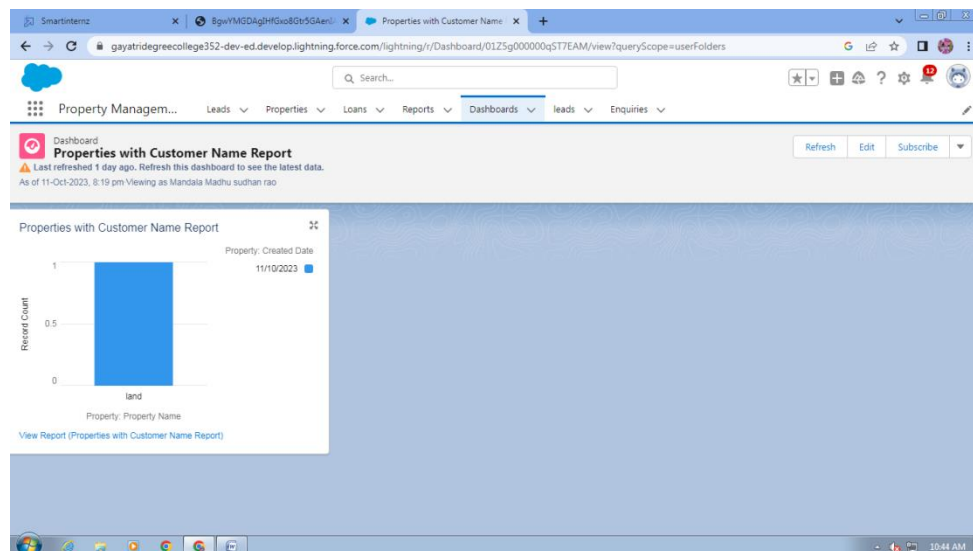 Smartinternz
Properties with Customer Name
gayatridegreecollege352-dev-ed.develop.lightning.force.com/lightning/r/Dashboard/01Z5g000000qST7EAM/view?queryScope=userFolders
Search...
12
Property Managem... Leads Properties Loans Reports Dashboards leads Enquiries
Dashboard
Properties with Customer Name Report
Refresh Edit Subscribe
Last refreshed 1 day ago. Refresh this dashboard to see the latest data.
As of 11-Oct-2023, 8:19 pm Viewing as Mandala Madhu sudhan rao
Properties with Customer Name Report
Property: Created Date
11/10/2023
1
0.5
0
Record Count
land
Property: Property Name
View Report (Properties with Customer Name Report)
10:44 AM